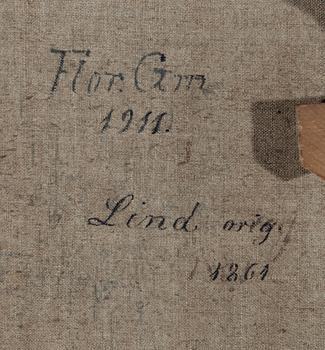 Flor. Gm
1911.
Lind orig.
1861